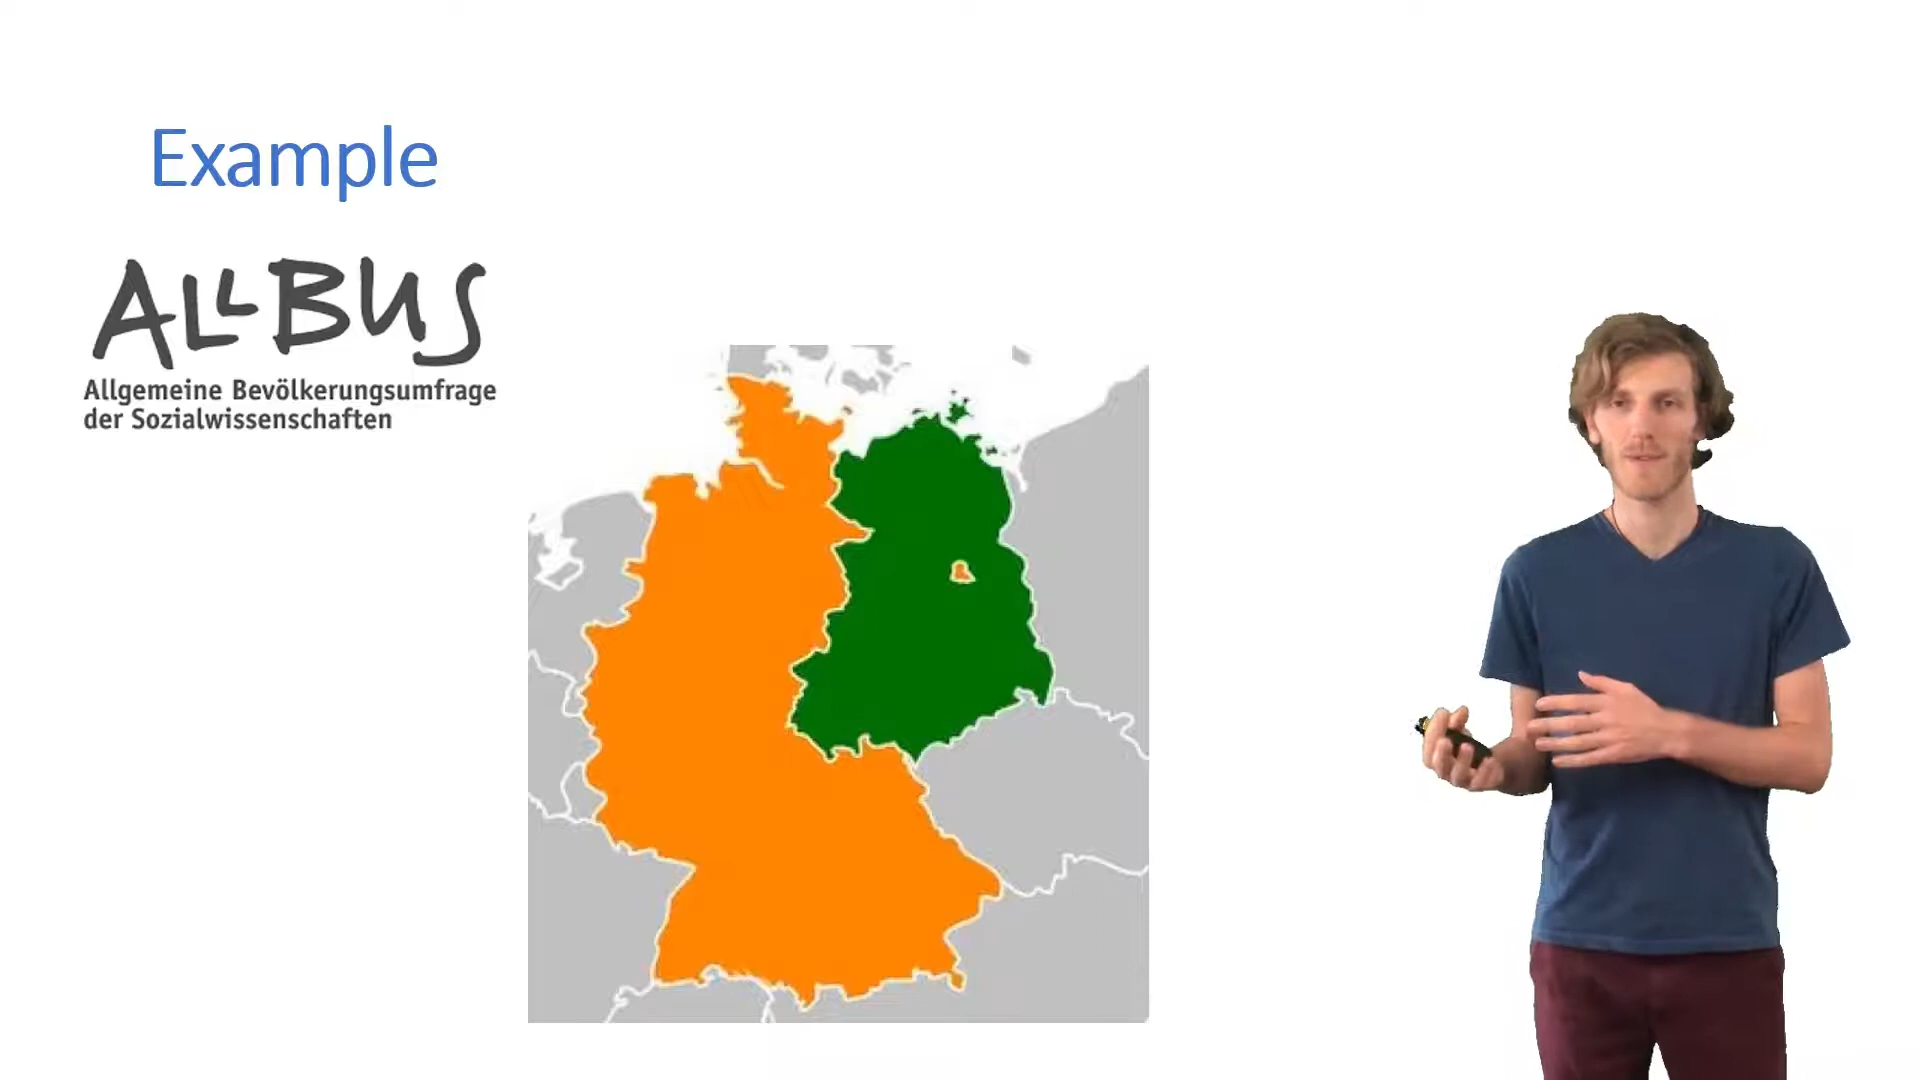 Example
ALLBUS
Allgemeine Bevölkerungsumfrage
der Sozialwissenschaften